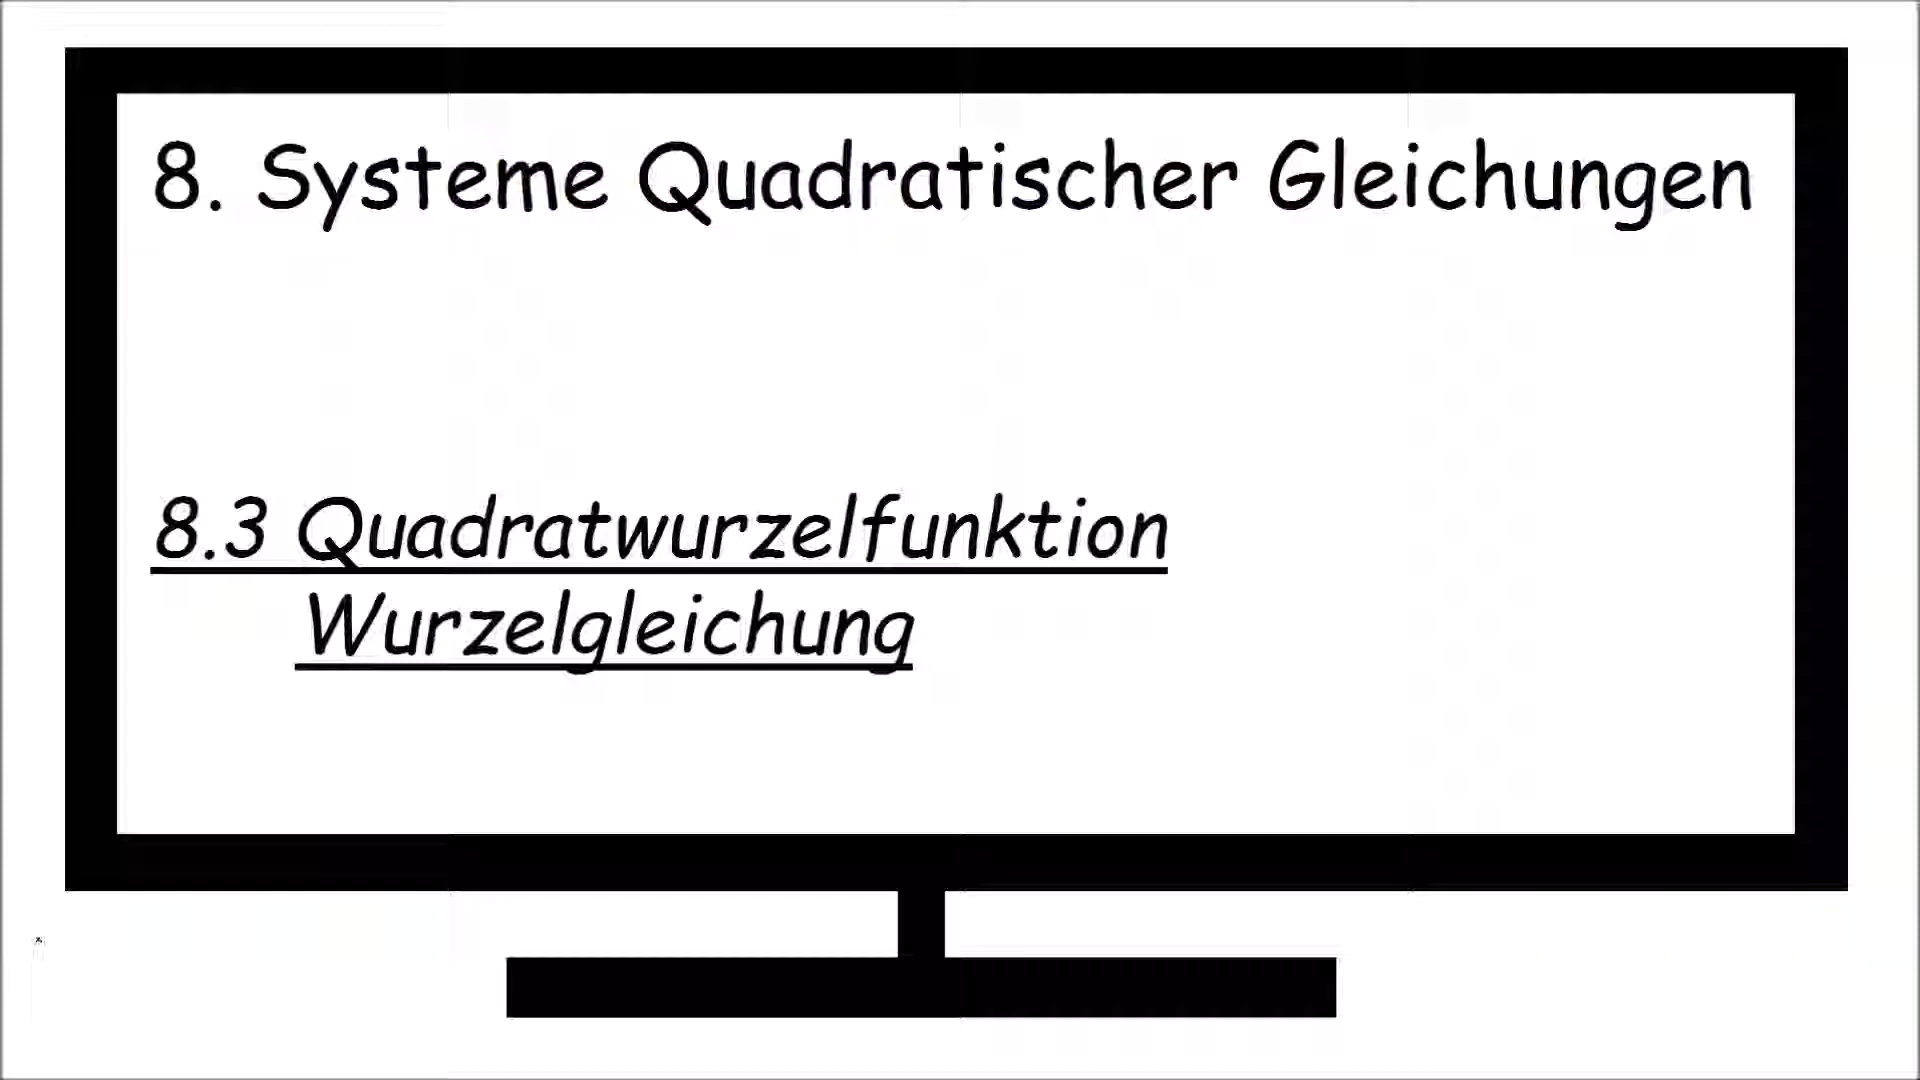 8. Systeme Quadratischer Gleichungen
8.3 Quadratwurzelfunktion
Wurzelgleichung